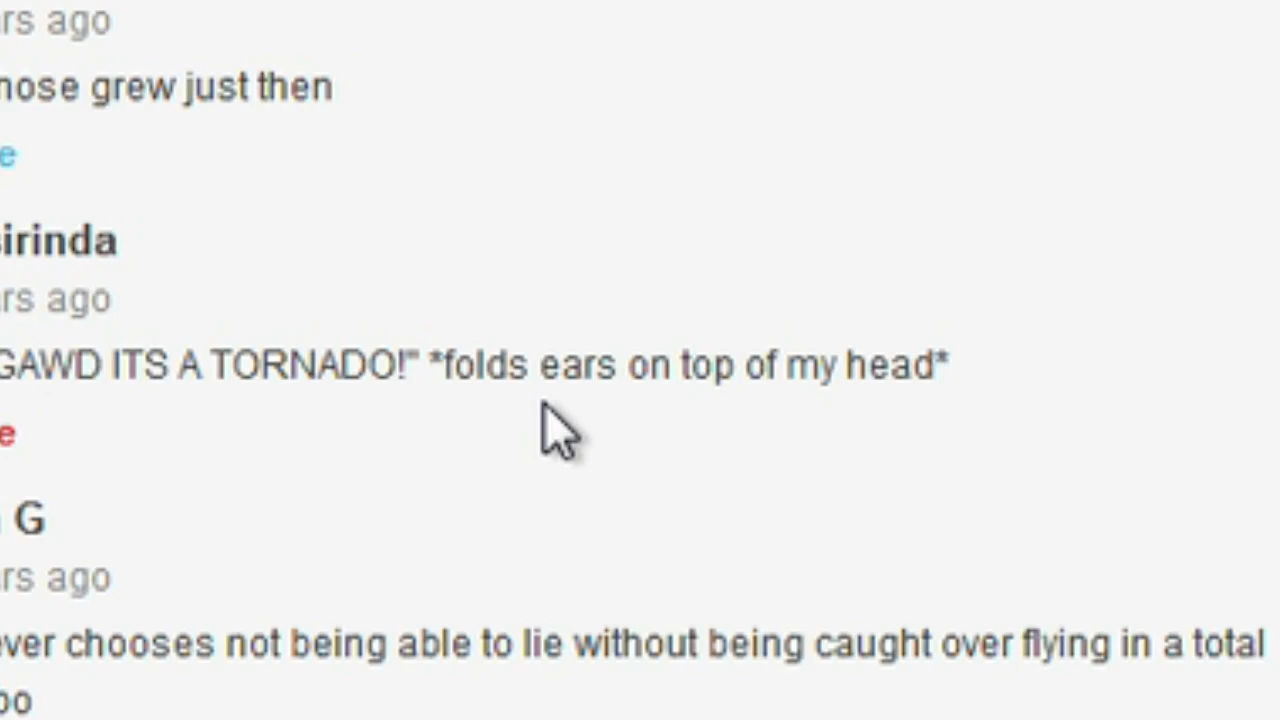 rs ago
nose grew just then
e
sirinda
rs ago
GAWD ITS A TORNADO!" *folds ears on top of my head*
e
G
rs ago
ver chooses not being able to lie without being caught over flying in a total
oo